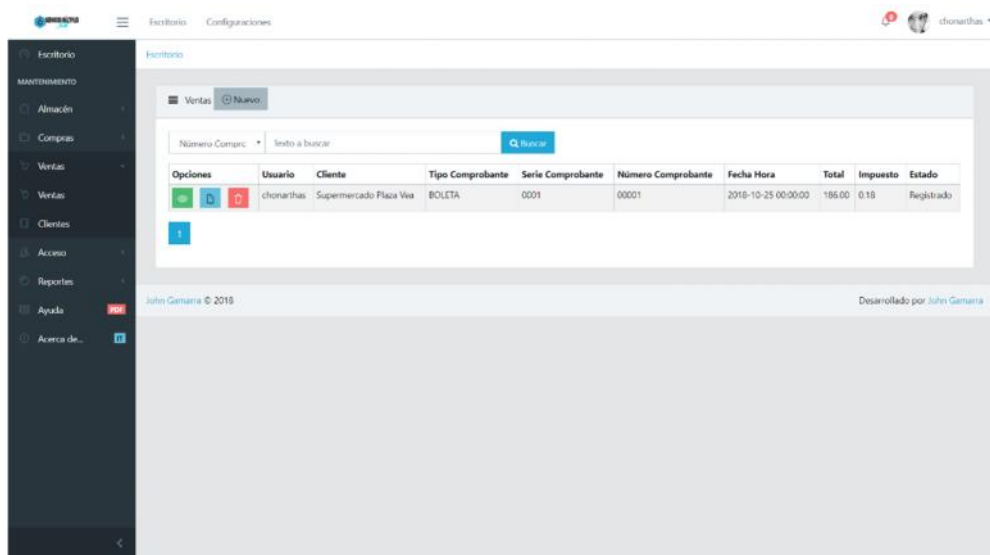 Escritorio Configuraciones 0 chonarthas
Escritorio
Escritorio
MANTENIMIENTO
Almacén
Compras
Ventas
Ventas
Clientes
Acceso
Reportes
Ayuda PDF
Acerca de... IT
Ventas Nuevo
Número Compro Texto a buscar Buscar
Opciones Usuario Cliente Tipo Comprobante Serie Comprobante Número Comprobante Fecha Hora Total Impuesto Estado
chonarthas Supermercado Plaza Vea BOLETA 0001 00001 2018-10-25 00:00:00 186.00 0.18 Registrado
1
John Gamarra © 2018 Desarrollado por John Gamarra